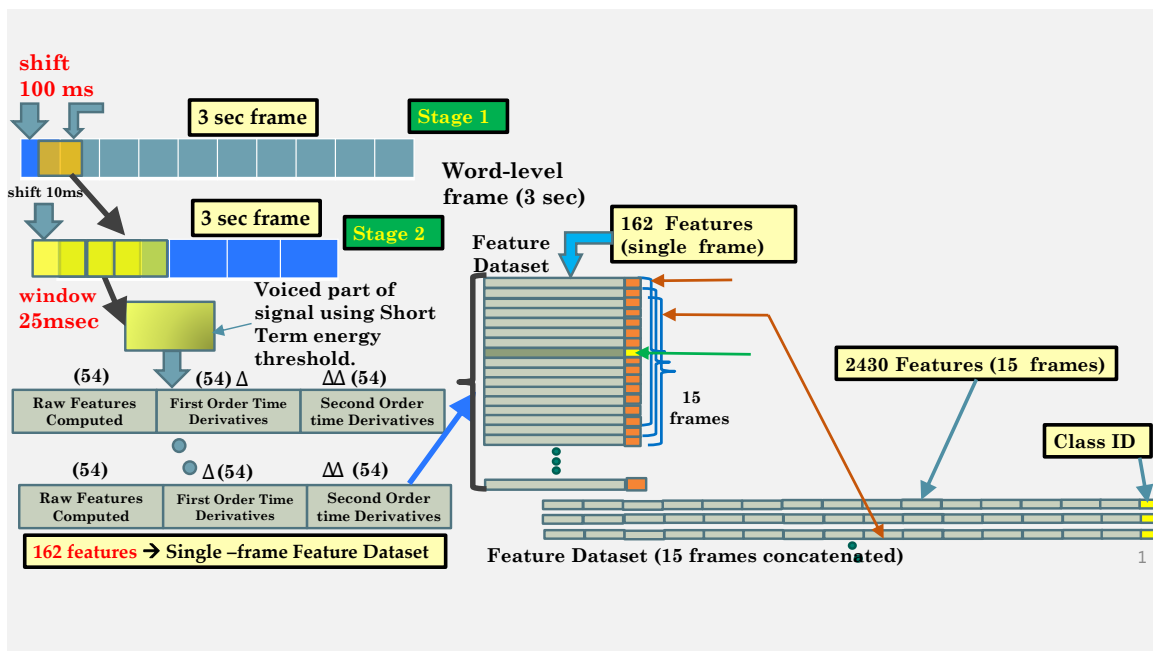 shift
100 ms
3 sec frame
Stage 1
shift 10ms
3 sec frame
Stage 2
window
25msec
Voiced part of
signal using Short
Term energy
threshold.
(54)
(54) Δ
ΔΔ (54)
Raw Features
Computed
First Order Time
Derivatives
Second Order
time Derivatives
(54)
Δ (54)
ΔΔ (54)
Raw Features
Computed
First Order Time
Derivatives
Second Order
time Derivatives
162 features → Single –frame Feature Dataset
Word-level
frame (3 sec)
162 Features
(single frame)
Feature
Dataset
15
frames
2430 Features (15 frames)
Class ID
Feature Dataset (15 frames concatenated)
1